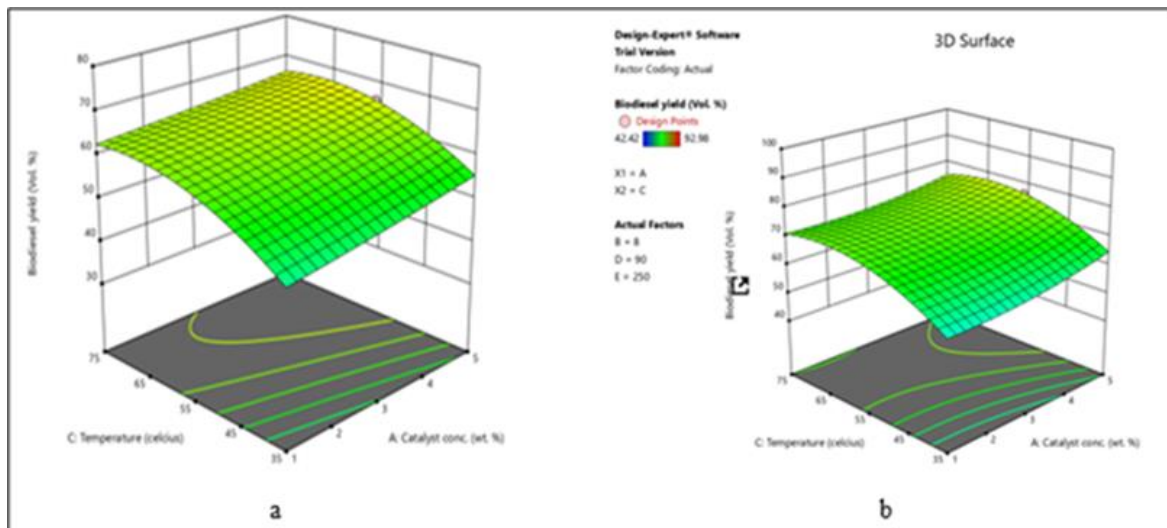 80
70
60
50
40
30
Biodiesel yield (Vol. %)
75
65
55
45
35
1
2
3
4
5
C: Temperature (celcius)
A: Catalyst conc. (wt. %)
a
Design-Expert® Software
Trial Version
Factor Coding: Actual
Biodiesel yield (Vol. %)
Design Points
42.42 92.98
X1 = A
X2 = C
Actual Factors
B = 8
D = 90
E = 250
3D Surface
100
90
80
70
60
50
40
Biodiesel yield (Vol. %)
75
65
55
45
35
1
2
3
4
5
C: Temperature (celcius)
A: Catalyst conc. (wt. %)
b